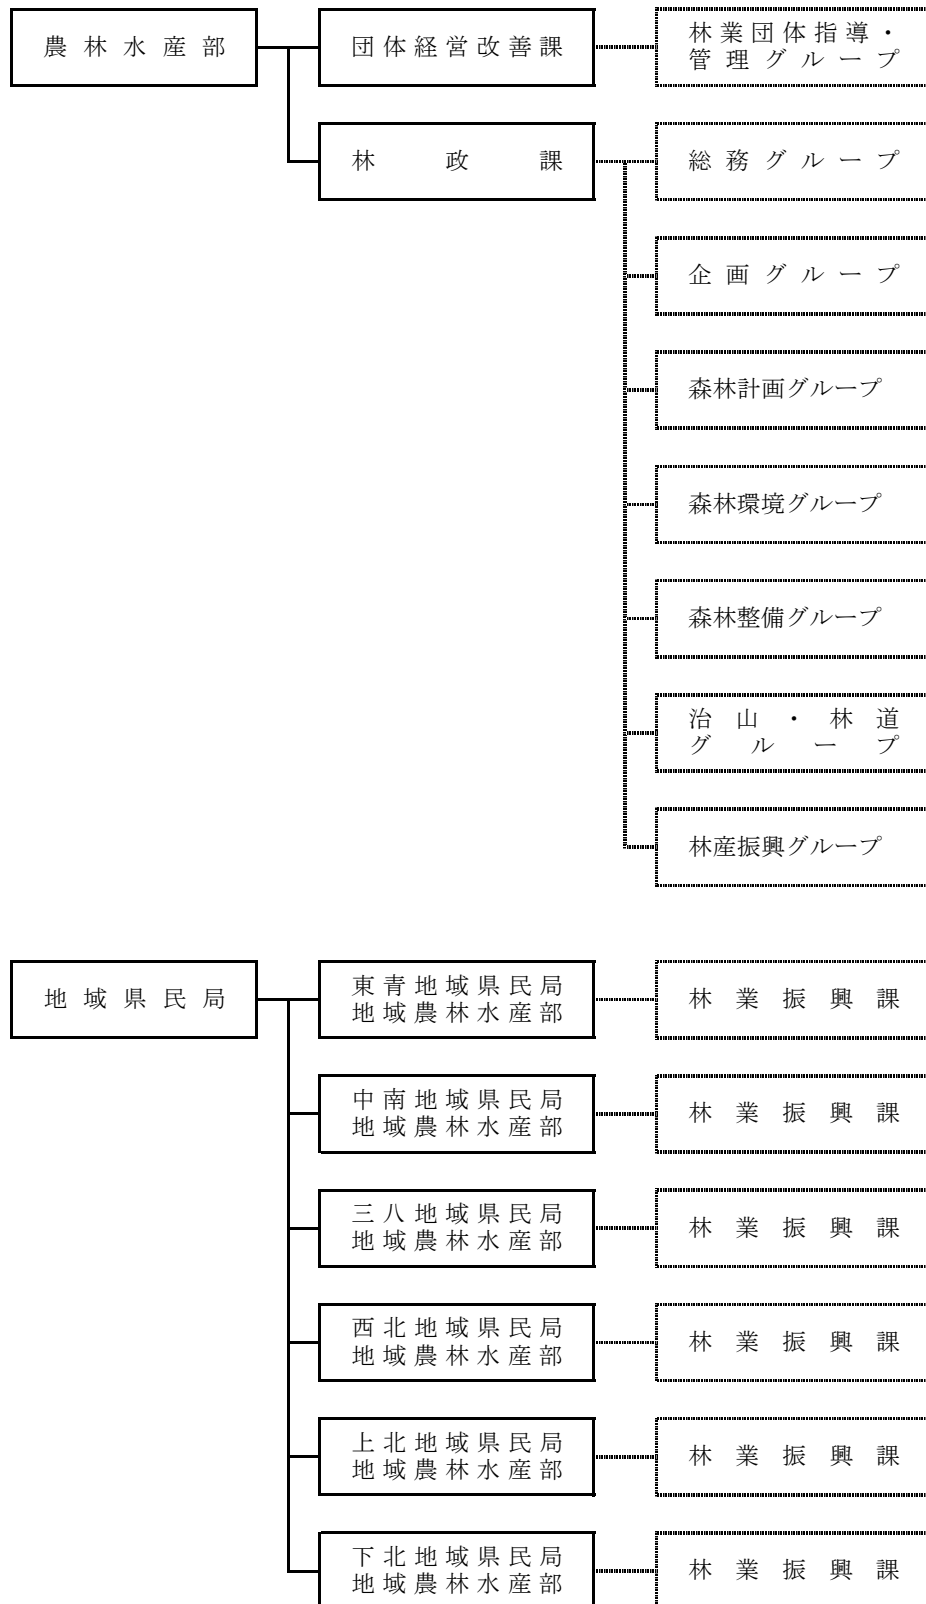 農林水産部
団体経営改善課
林業団体指導・
管理グループ
林政課
総務グループ
企画グループ
森林計画グループ
森林環境グループ
森林整備グループ
治山・林道
グループ
林産振興グループ
地域県民局
東青地域県民局
地域農林水産部
林業振興課
中南地域県民局
地域農林水産部
林業振興課
三八地域県民局
地域農林水産部
林業振興課
西北地域県民局
地域農林水産部
林業振興課
上北地域県民局
地域農林水産部
林業振興課
下北地域県民局
地域農林水産部
林業振興課